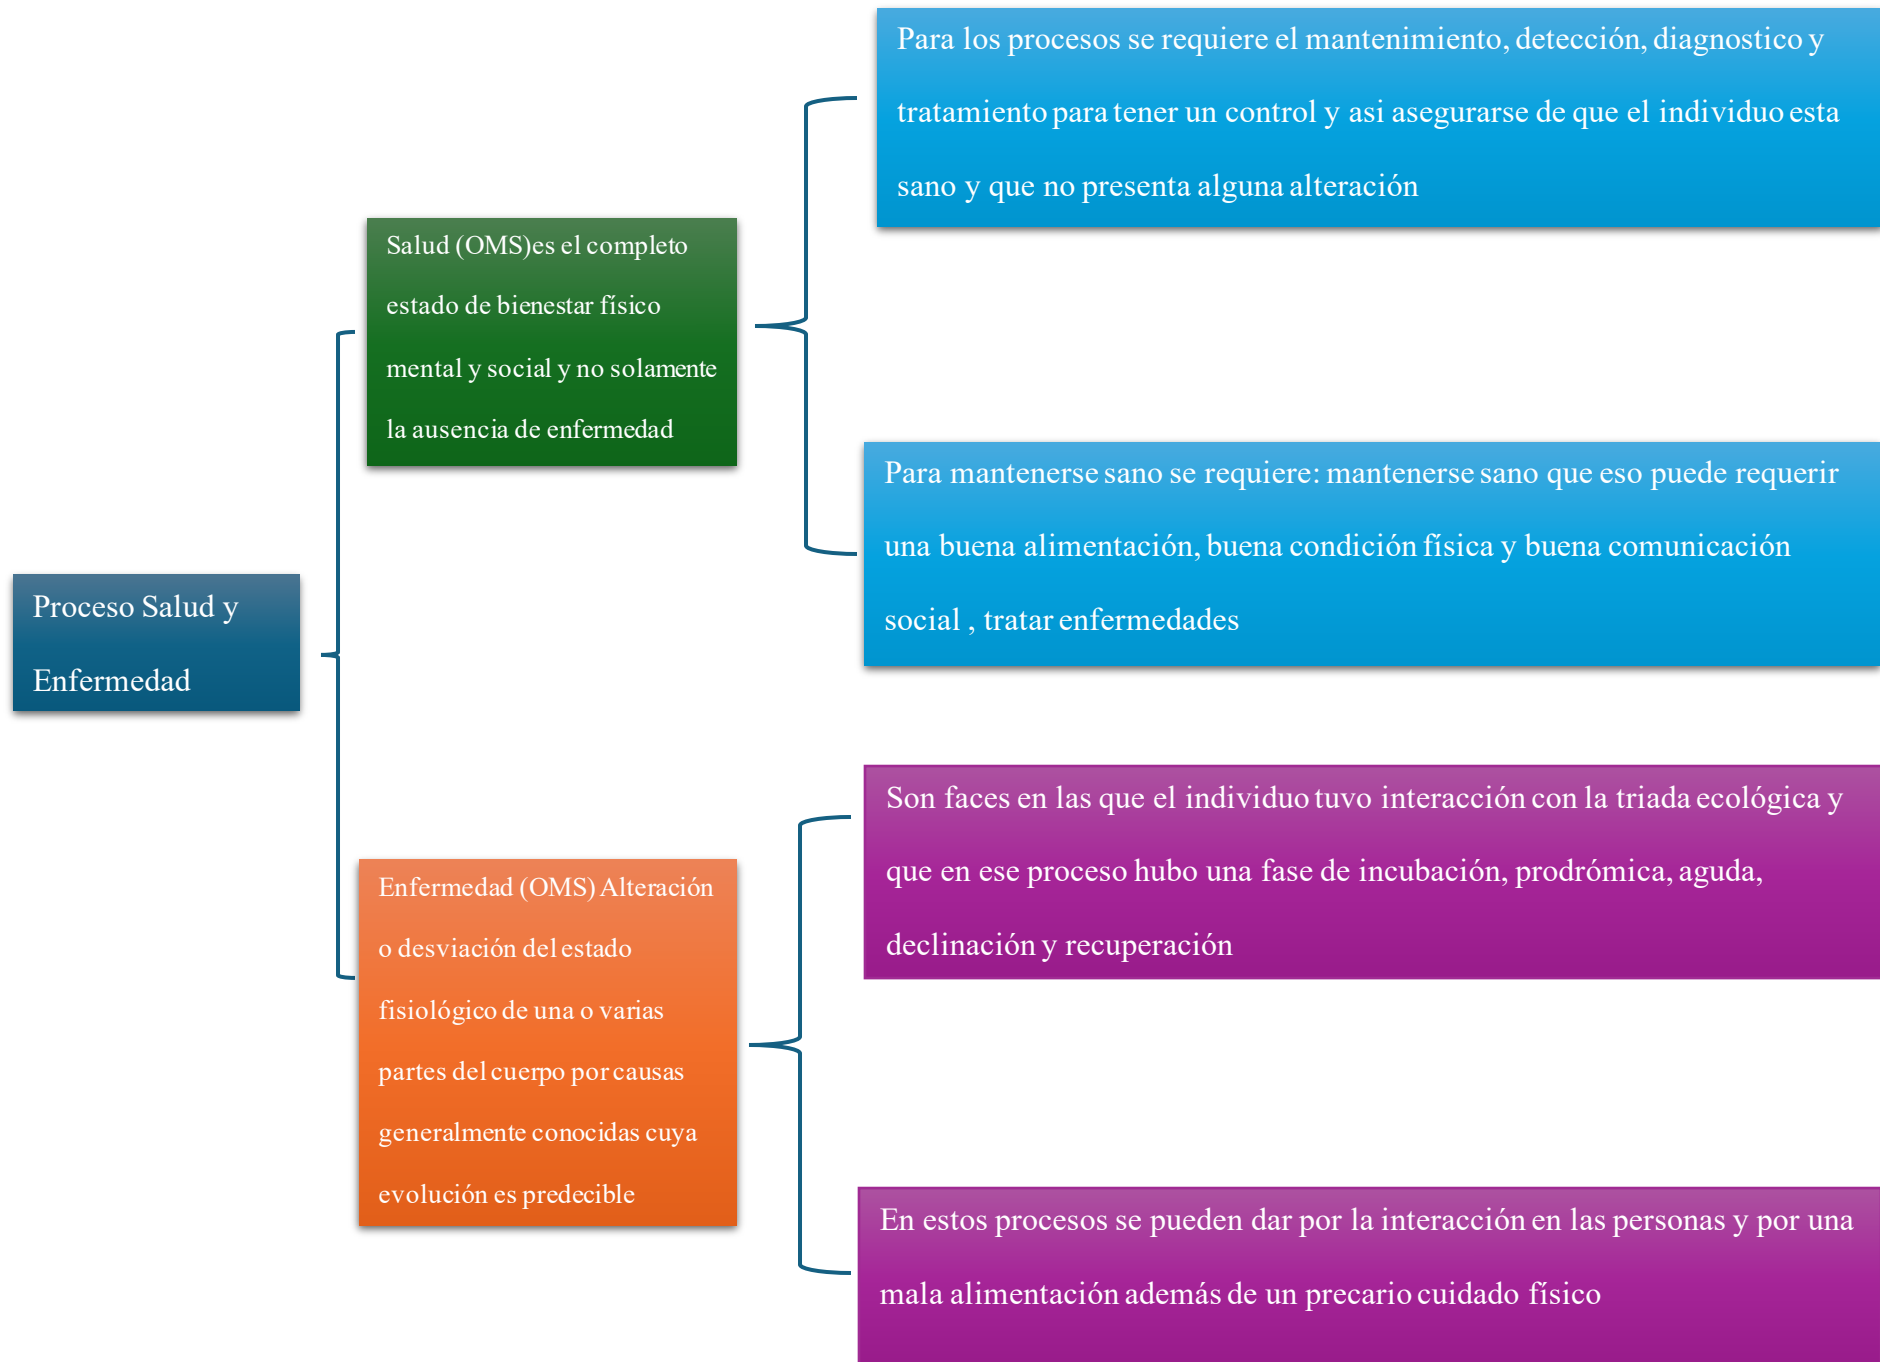 Proceso Salud y
Enfermedad
Salud (OMS)es el completo
estado de bienestar físico
mental y social y no solamente
la ausencia de enfermedad
Para los procesos se requiere el mantenimiento, detección, diagnostico y
tratamiento para tener un control y asi asegurarse de que el individuo esta
sano y que no presenta alguna alteración
Para mantenerse sano se requiere: mantenerse sano que eso puede requerir
una buena alimentación, buena condición física y buena comunicación
social , tratar enfermedades
Enfermedad (OMS) Alteración
o desviación del estado
fisiológico de una o varias
partes del cuerpo por causas
generalmente conocidas cuya
evolución es predecible
Son faces en las que el individuo tuvo interacción con la triada ecológica y
que en ese proceso hubo una fase de incubación, prodrómica, aguda,
declinación y recuperación
En estos procesos se pueden dar por la interacción en las personas y por una
mala alimentación además de un precario cuidado físico